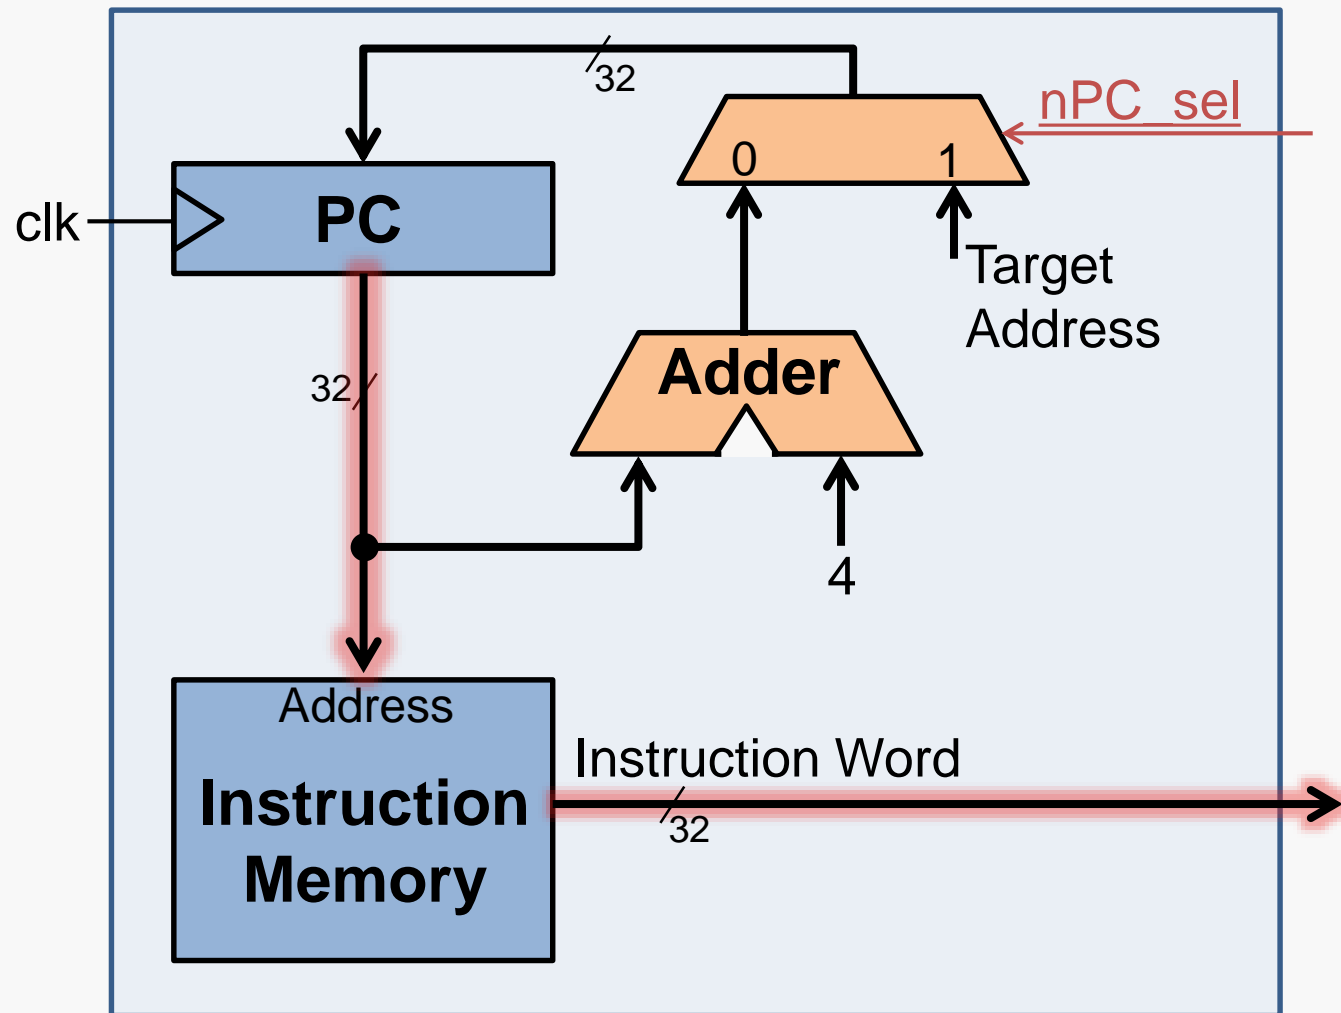 32
nPC_sel
0
1
clk
PC
Target
Address
Adder
32
4
Address
Instruction
Memory
Instruction Word
32